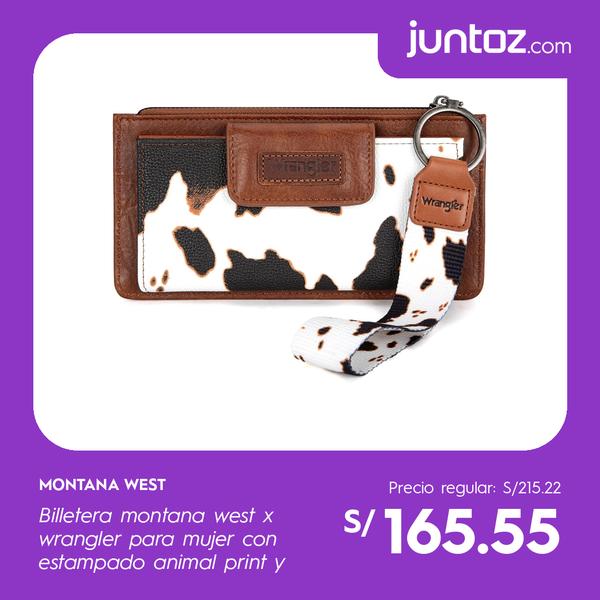 juntoz.com
Wrangler
Wrangler
MONTANA WEST
Billetera montana west x
wrangler para mujer con
estampado animal print y
Precio regular: S/215.22
S/165.55